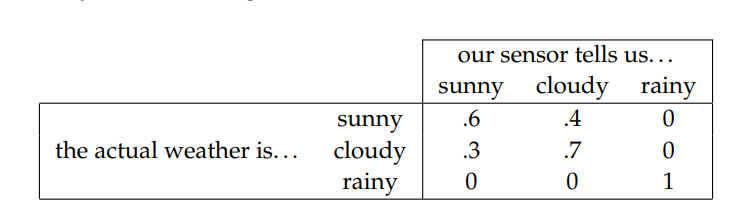 our sensor tells us...
sunny cloudy rainy
sunny .6 .4 0
the actual weather is... cloudy .3 .7 0
rainy 0 0 1